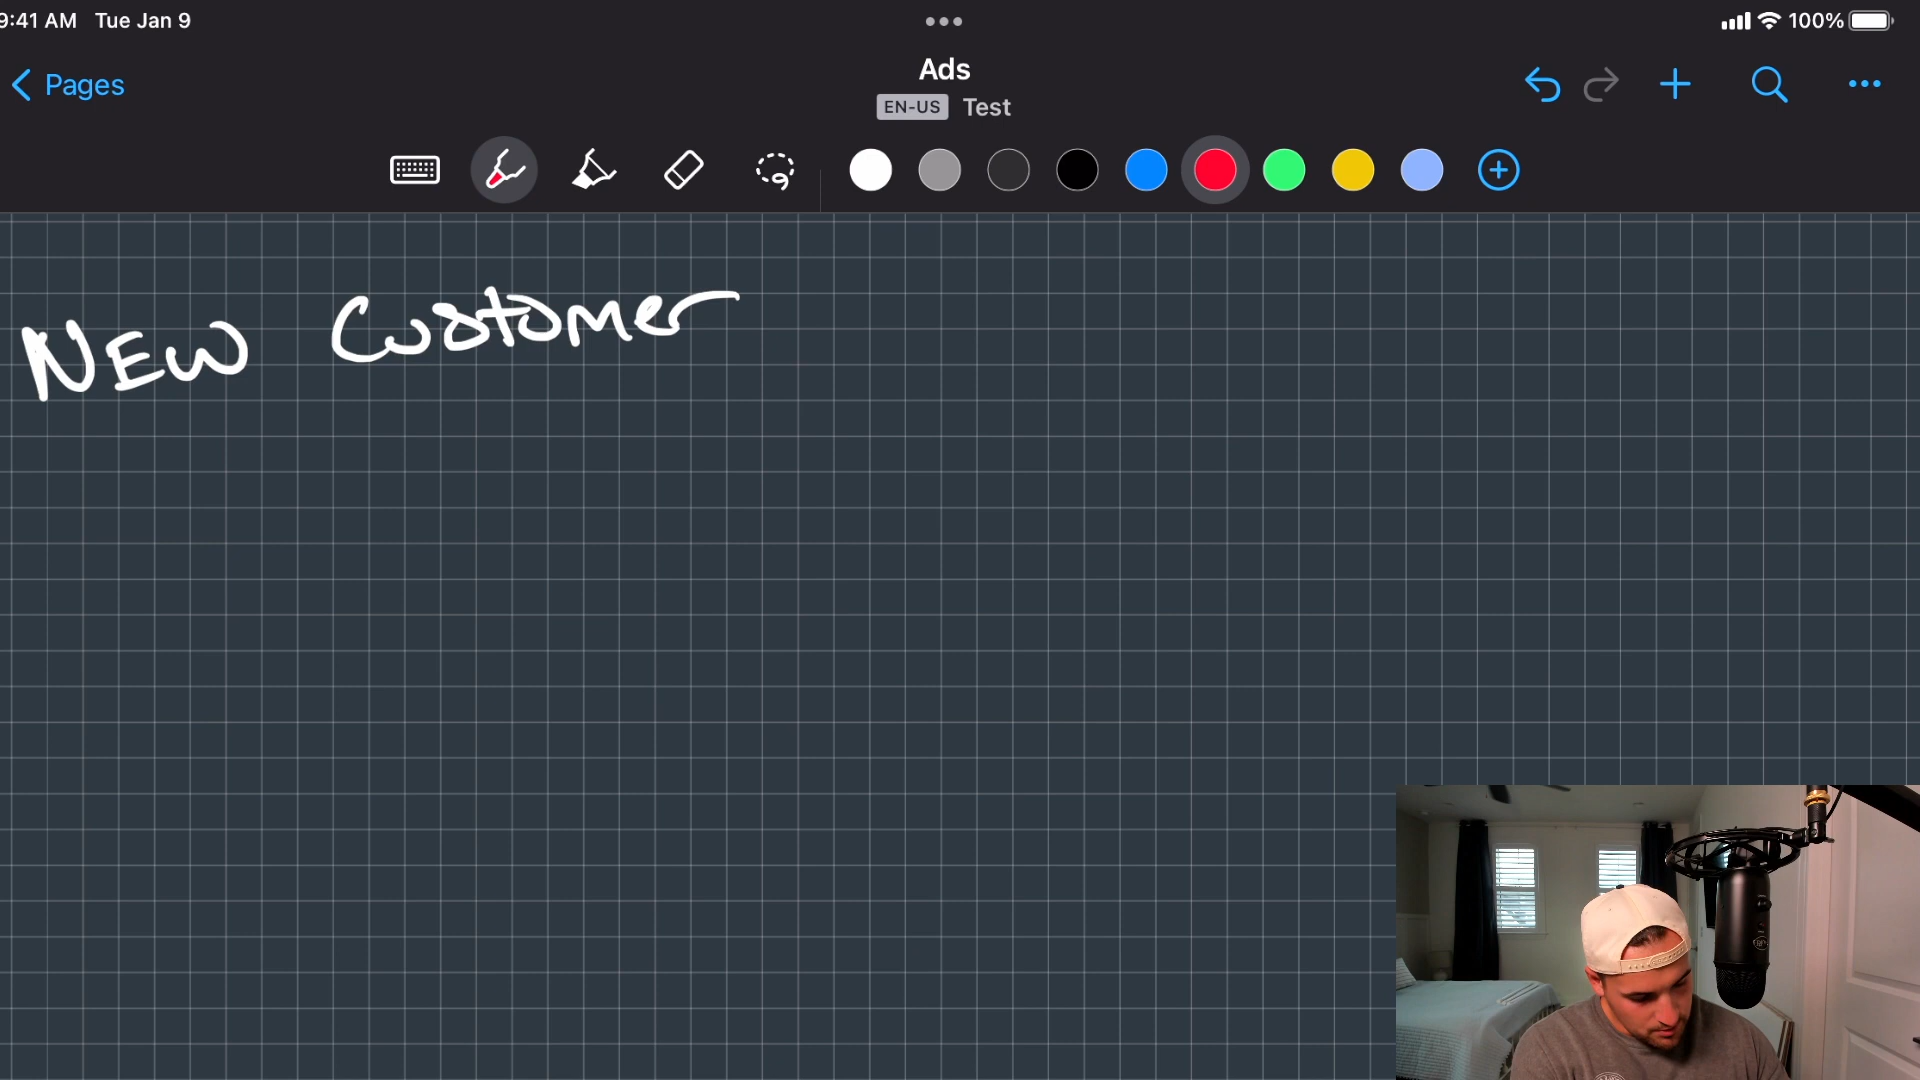 9:41 AM Tue Jan 9
100%
Pages
Ads
EN-US Test
NEW Customer